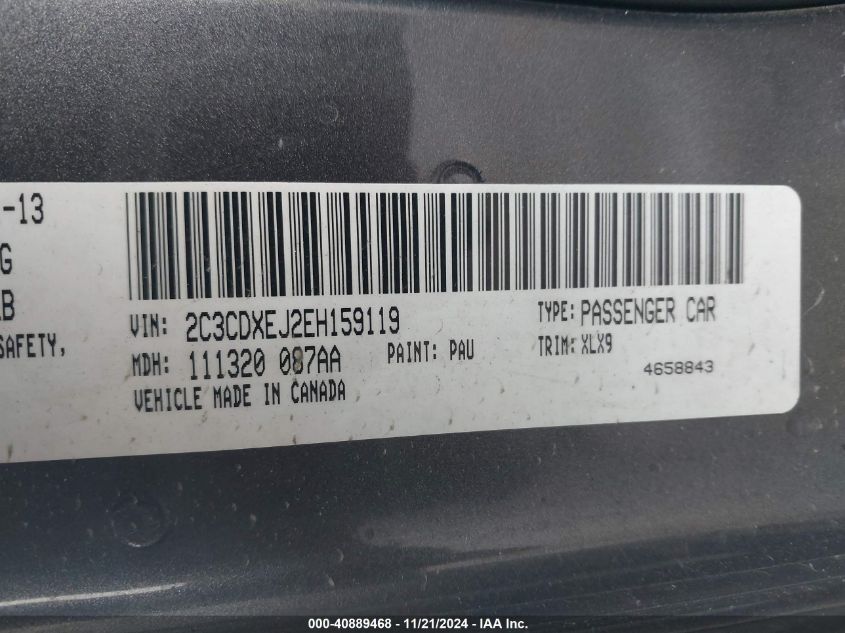 -13
G
B
SAFETY,
VIN: 2C3CDXEJ2EH159119
TYPE: PASSENGER CAR
MDH: 111320 087AA
PAINT: PAU
TRIM: XLX9
VEHICLE MADE IN CANADA
4658843
000-40889468 - 11/21/2024 - IAA Inc.